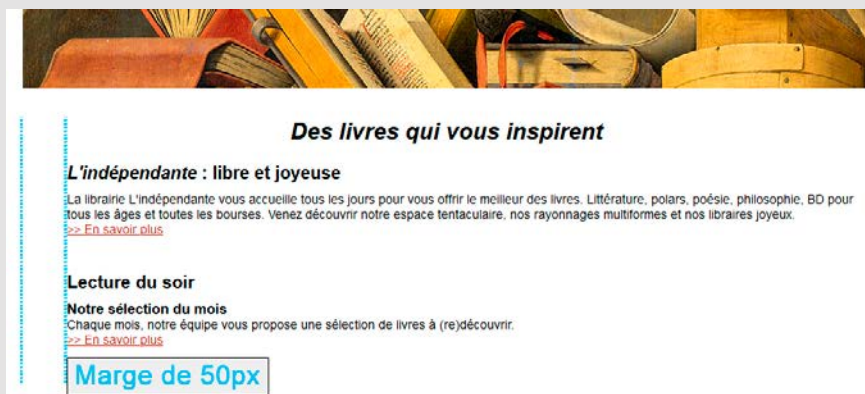 Des livres qui vous inspirent
L'indépendante : libre et joyeuse
La librairie L'indépendante vous accueille tous les jours pour vous offrir le meilleur des livres. Littérature, polars, poésie, philosophie, BD pour
tous les âges et toutes les bourses. Venez découvrir notre espace tentaculaire, nos rayonnages multiformes et nos libraires joyeux.
>> En savoir plus
Lecture du soir
Notre sélection du mois
Chaque mois, notre équipe vous propose une sélection de livres à (re)découvrir.
>> En savoir plus
Marge de 50px